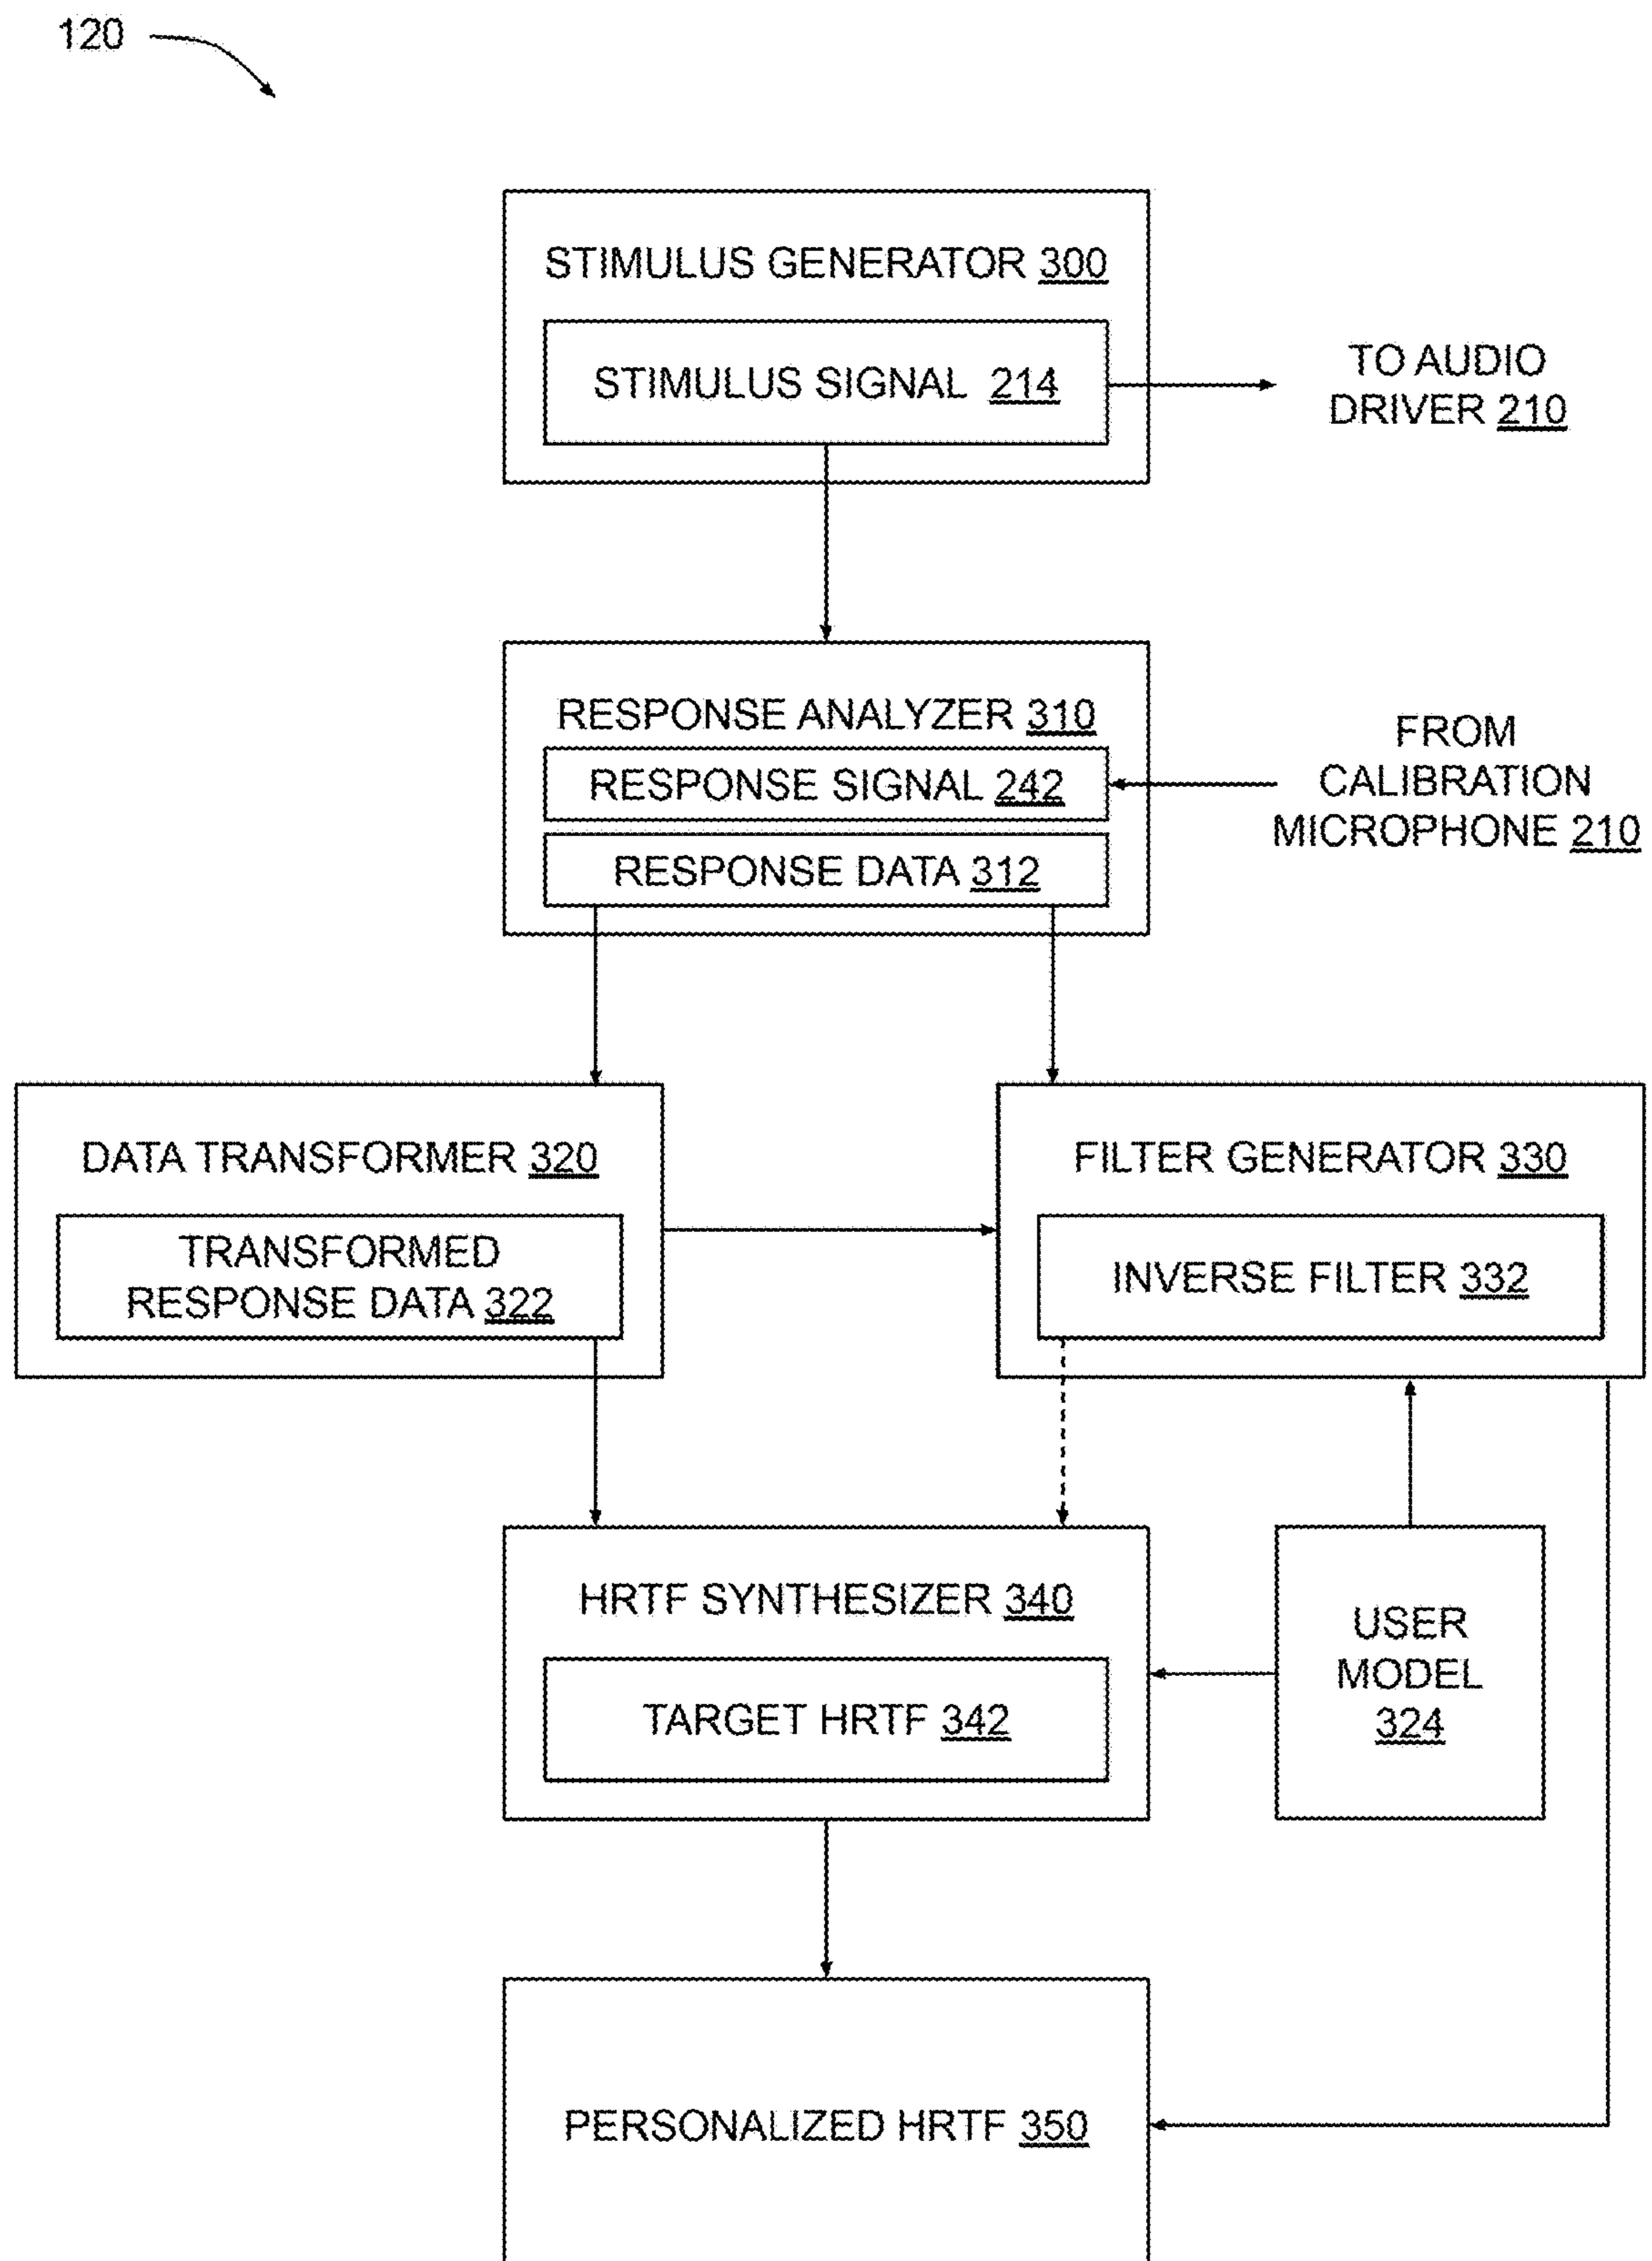 120
STIMULUS GENERATOR 300
STIMULUS SIGNAL 214
TO AUDIO
DRIVER 210
RESPONSE ANALYZER 310
RESPONSE SIGNAL 242
RESPONSE DATA 312
FROM
CALIBRATION
MICROPHONE 210
DATA TRANSFORMER 320
TRANSFORMED
RESPONSE DATA 322
FILTER GENERATOR 330
INVERSE FILTER 332
HRTF SYNTHESIZER 340
TARGET HRTF 342
USER
MODEL
324
PERSONALIZED HRTF 350